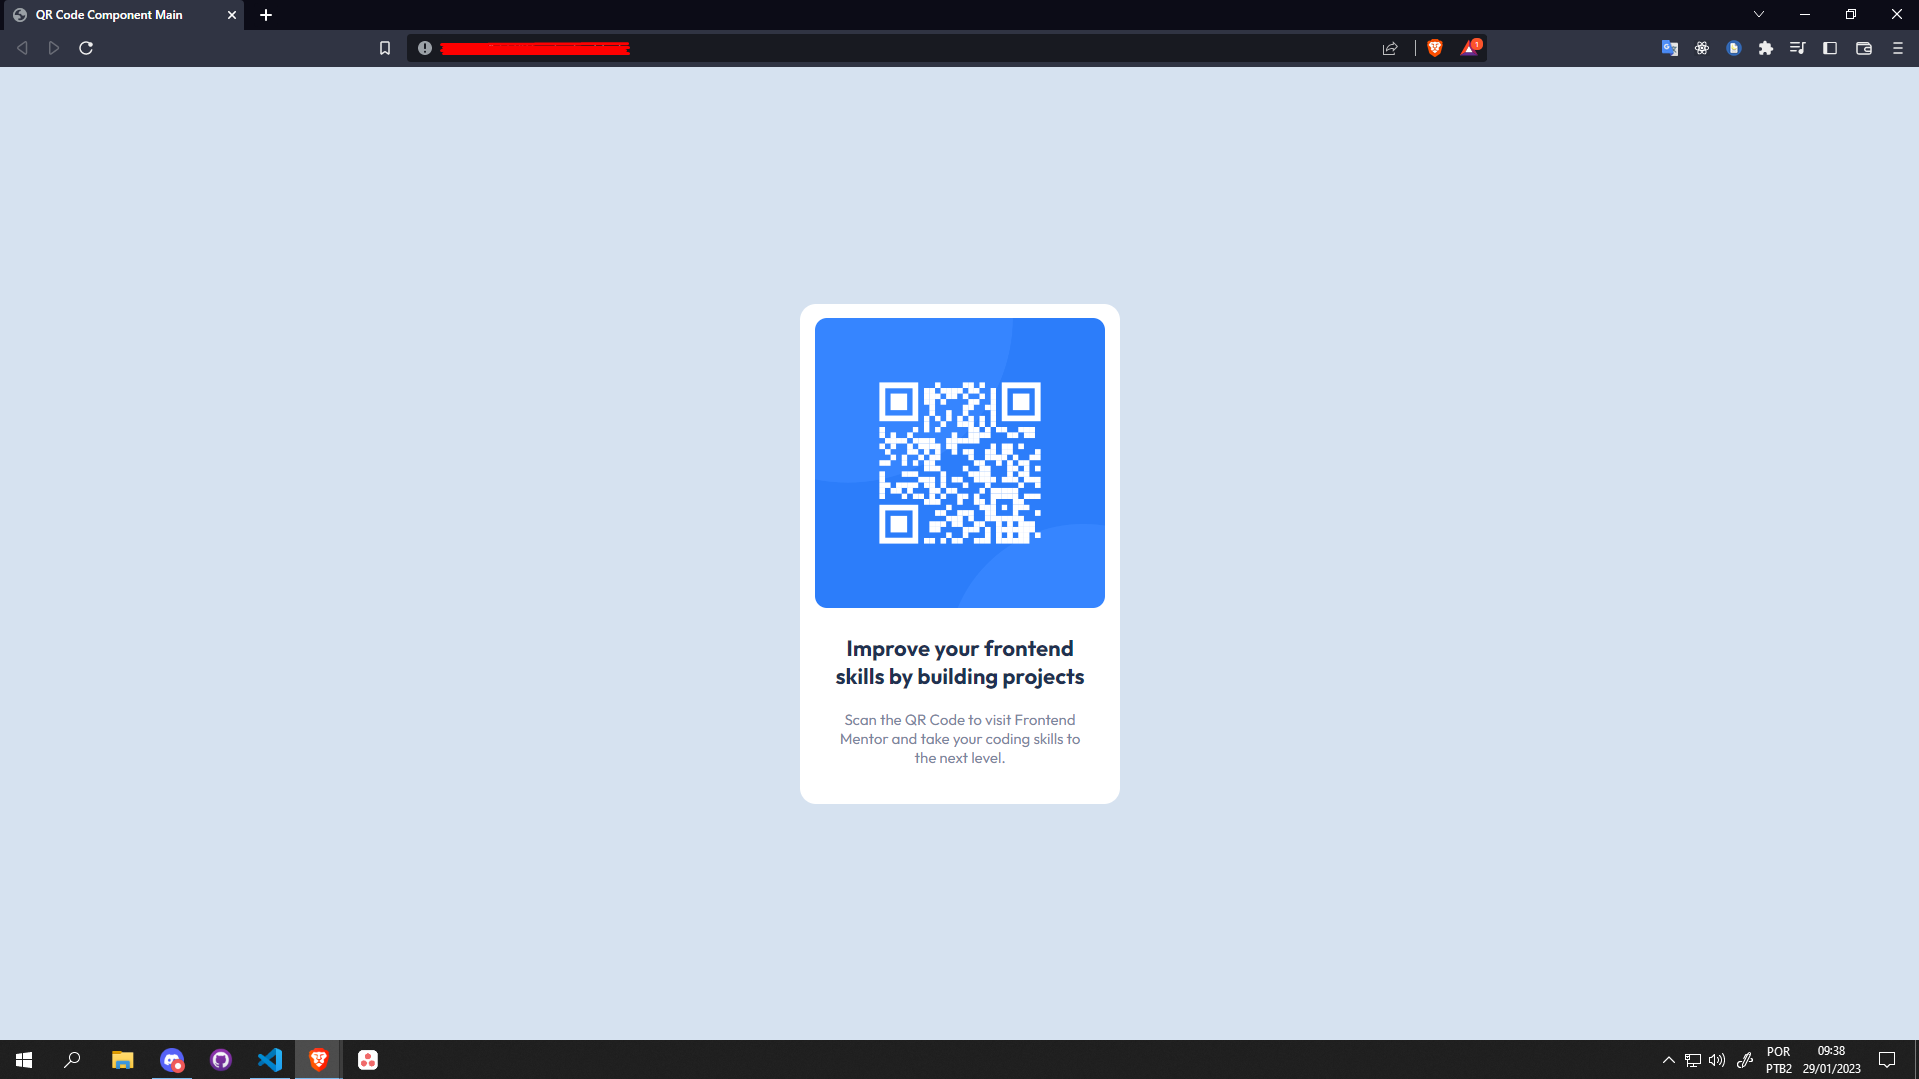 QR Code Component Main
1
Improve your frontend
skills by building projects
Scan the QR Code to visit Frontend
Mentor and take your coding skills to
the next level.
POR
PTB2
09:38
29/01/2023